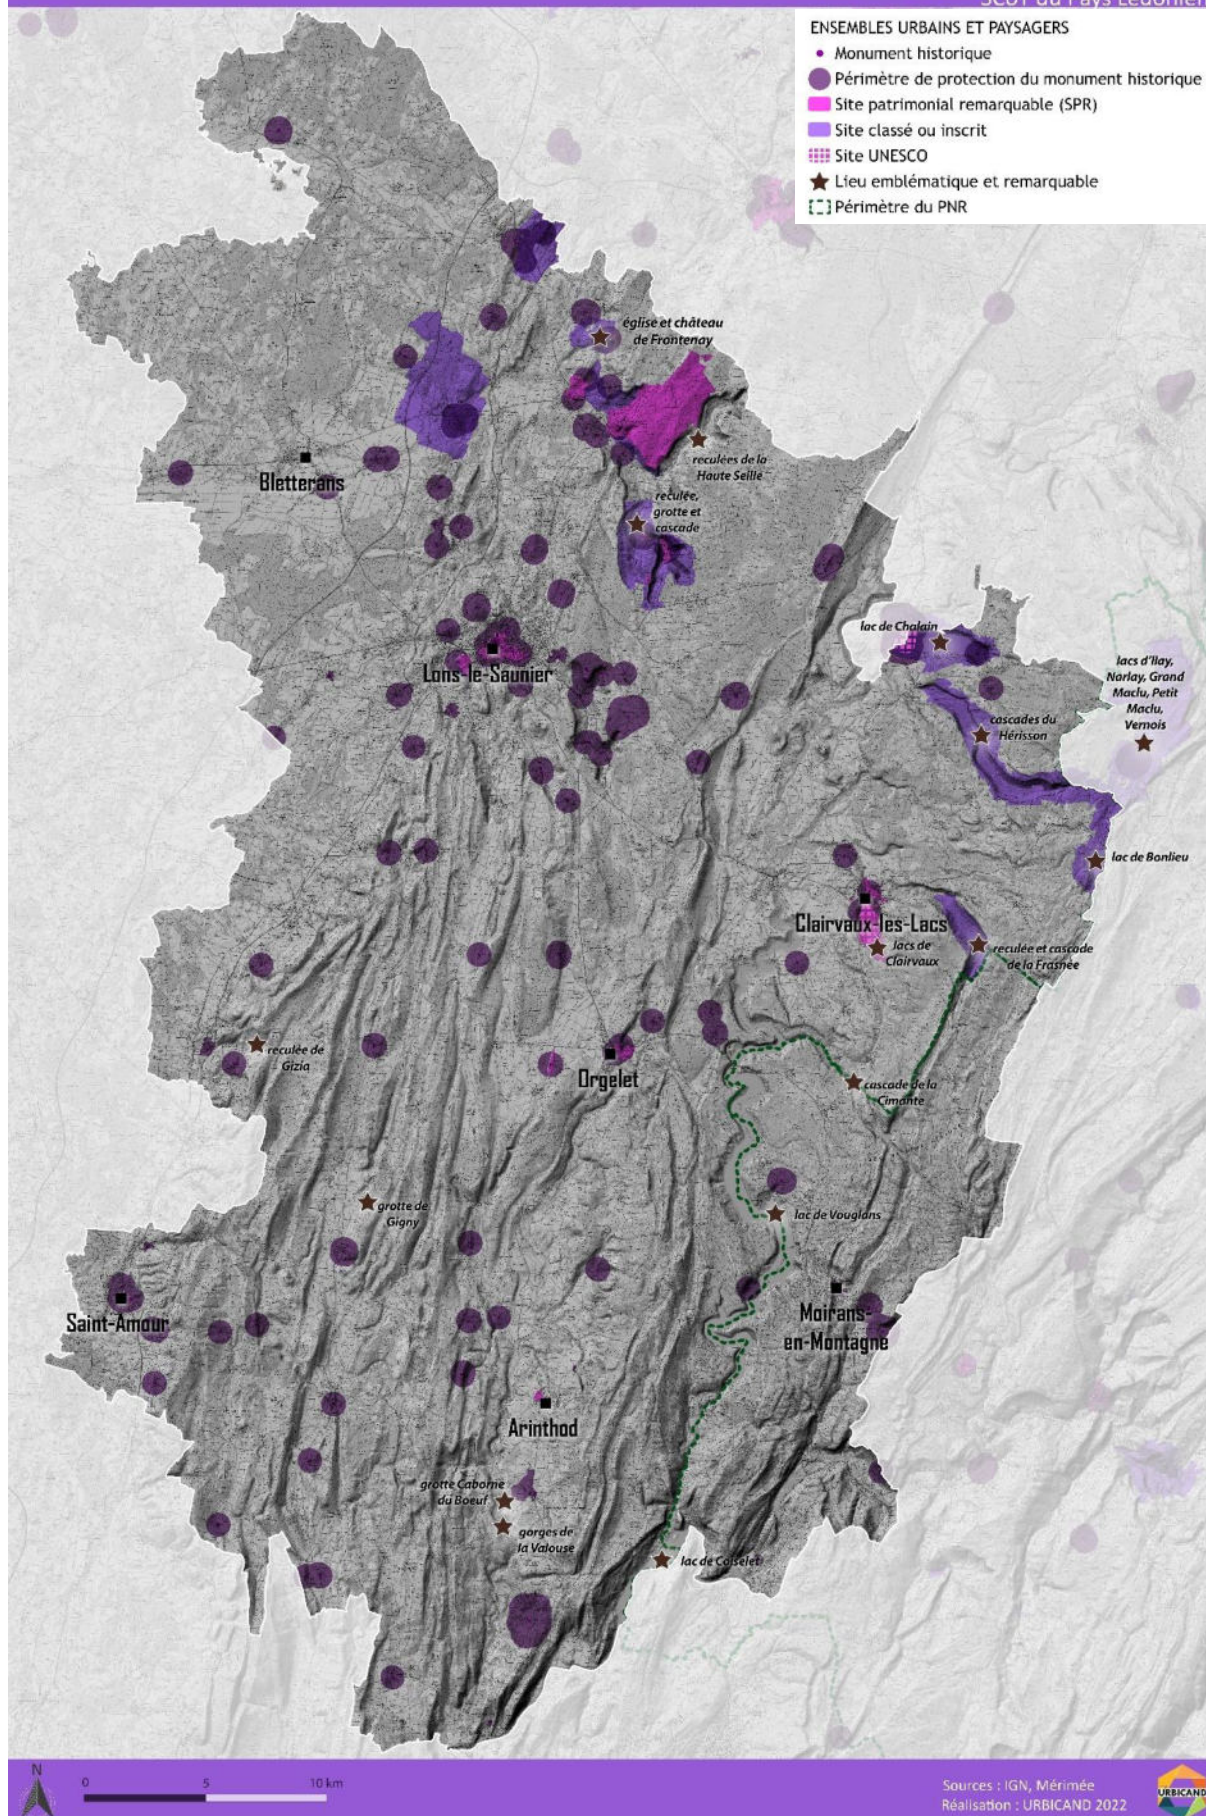 SCoT du Pays Lédonien
ENSEMBLES URBAINS ET PAYSAGERS
Monument historique
Périmètre de protection du monument historique
Site patrimonial remarquable (SPR)
Site classé ou inscrit
Site UNESCO
Lieu emblématique et remarquable
Périmètre du PNR
église et château
de Frontenay
reculées de la
Haute Seille
Bletterans
reculée,
grotte et
cascade
lac de Chalain
Lons-le-Saunier
lacs d'Ilay,
Narlay, Grand
Maclu, Petit
Maclu,
Vernois
cascades du
Hérisson
lac de Bonlieu
Clairvaux-les-Lacs
lacs de
Clairvaux
reculée et cascade
de la Frasnée
reculée de
Gizia
Orgelet
cascade de la
Cimante
grotte de
Gigny
lac de Vouglans
Saint-Amour
Moirans-
en-Montagne
Arinthod
grotte Caborne
du Boeuf
gorges de
la Valouse
lac de Coiselet
N
0 5 10 km
Sources : IGN, Mérimée
Réalisation : URBICAND 2022
URBICAND